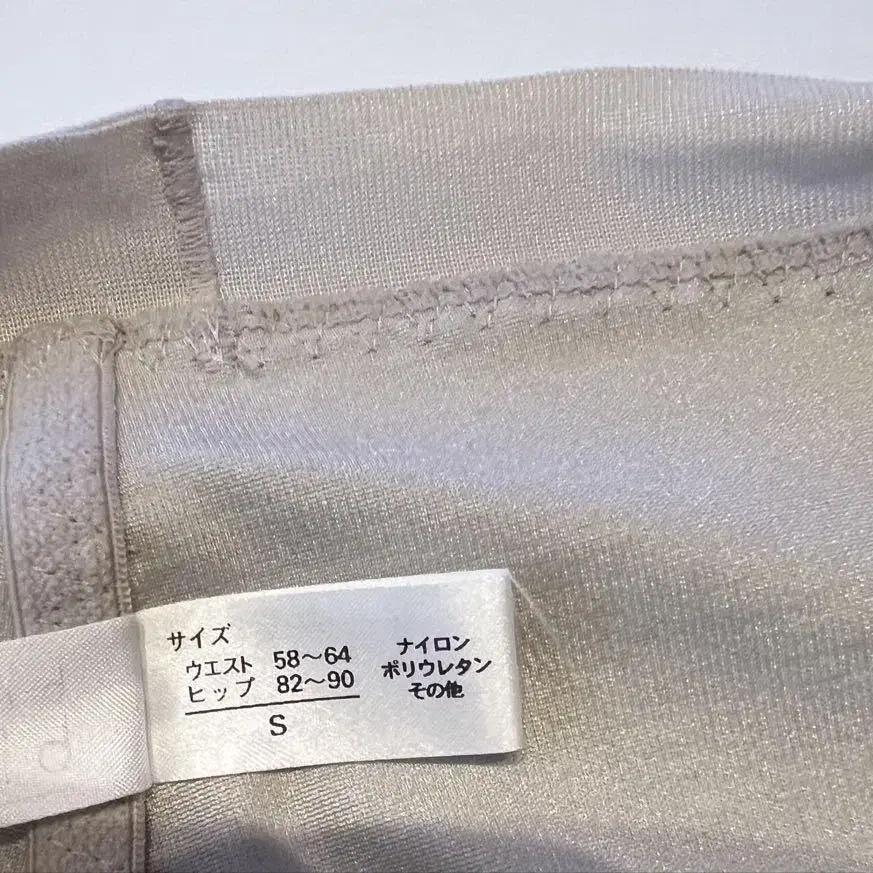 サイズ
ウエスト 58～64
ヒップ 82～90
S
ナイロン
ポリウレタン
その他